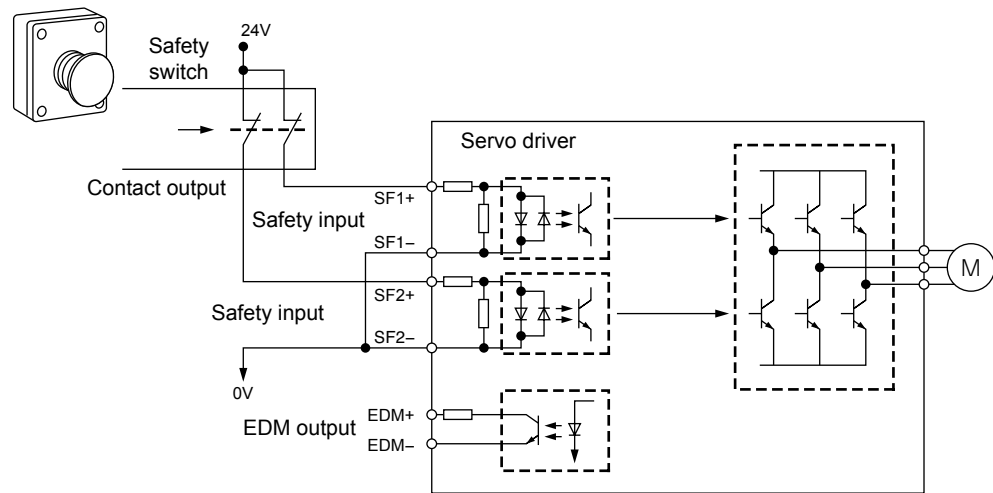 24V
Safety
switch
Servo driver
Contact output
SF1+
Safety input
SF1−
SF2+
Safety input
SF2−
0V
EDM+
EDM output
EDM−
M